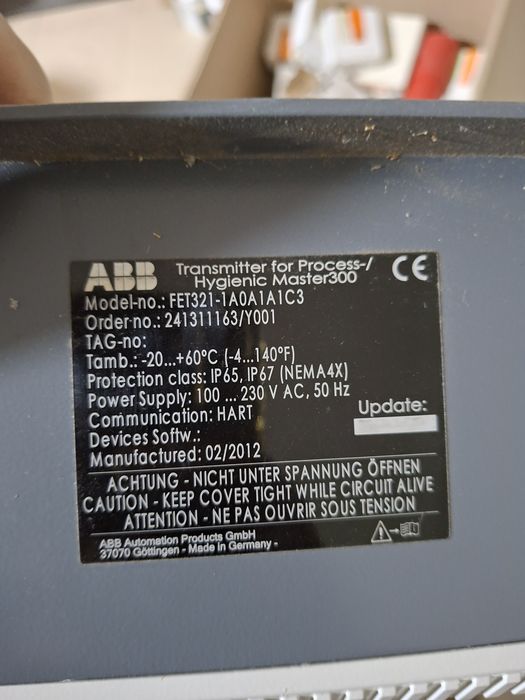 ABB Transmitter for Process-/
Hygienic Master300
CE
Model-no.: FET321-1A0A1A1C3
Order-no.: 241311163/Y001
TAG-no:
Tamb.: -20...+60°C (-4...140°F)
Protection class: IP65, IP67 (NEMA4X)
Power Supply: 100 ... 230 V AC, 50 Hz
Communication: HART
Update:
Devices Softw.:
Manufactured: 02/2012
ACHTUNG - NICHT UNTER SPANNUNG ÖFFNEN
CAUTION - KEEP COVER TIGHT WHILE CIRCUIT ALIVE
ATTENTION - NE PAS OUVRIR SOUS TENSION
ABB Automation Products GmbH
37070 Göttingen - Made in Germany -